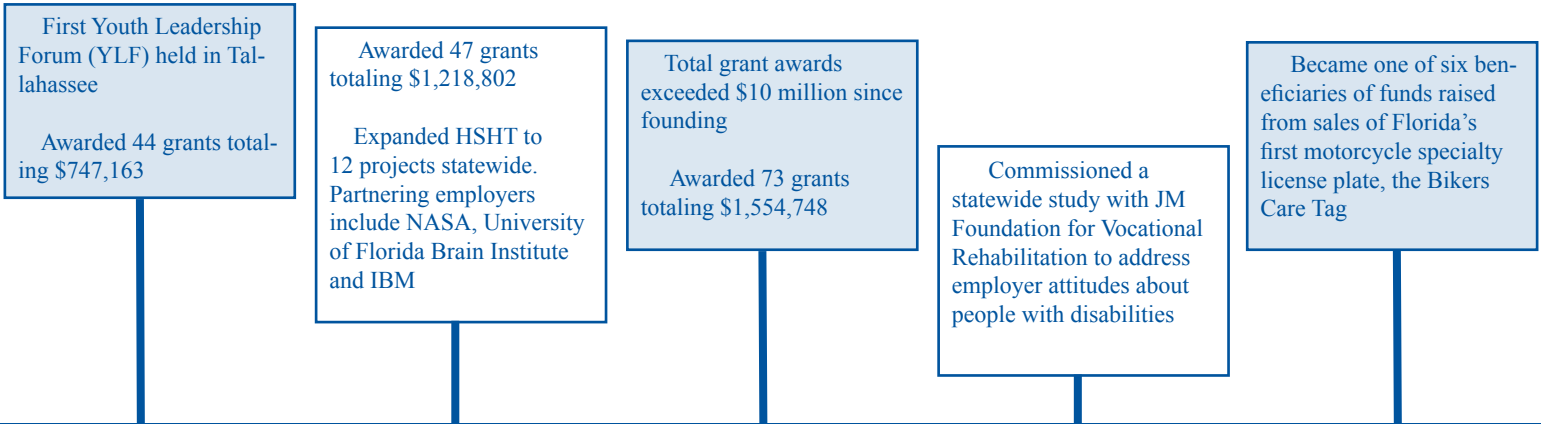 First Youth Leadership
Forum (YLF) held in Tal-
lahassee
Awarded 44 grants total-
ing $747,163
Awarded 47 grants
totaling $1,218,802
Expanded HSHT to
12 projects statewide.
Partnering employers
include NASA, University
of Florida Brain Institute
and IBM
Total grant awards
exceeded $10 million since
founding
Awarded 73 grants
totaling $1,554,748
Commissioned a
statewide study with JM
Foundation for Vocational
Rehabilitation to address
employer attitudes about
people with disabilities
Became one of six ben-
eficiaries of funds raised
from sales of Florida’s
first motorcycle specialty
license plate, the Bikers
Care Tag